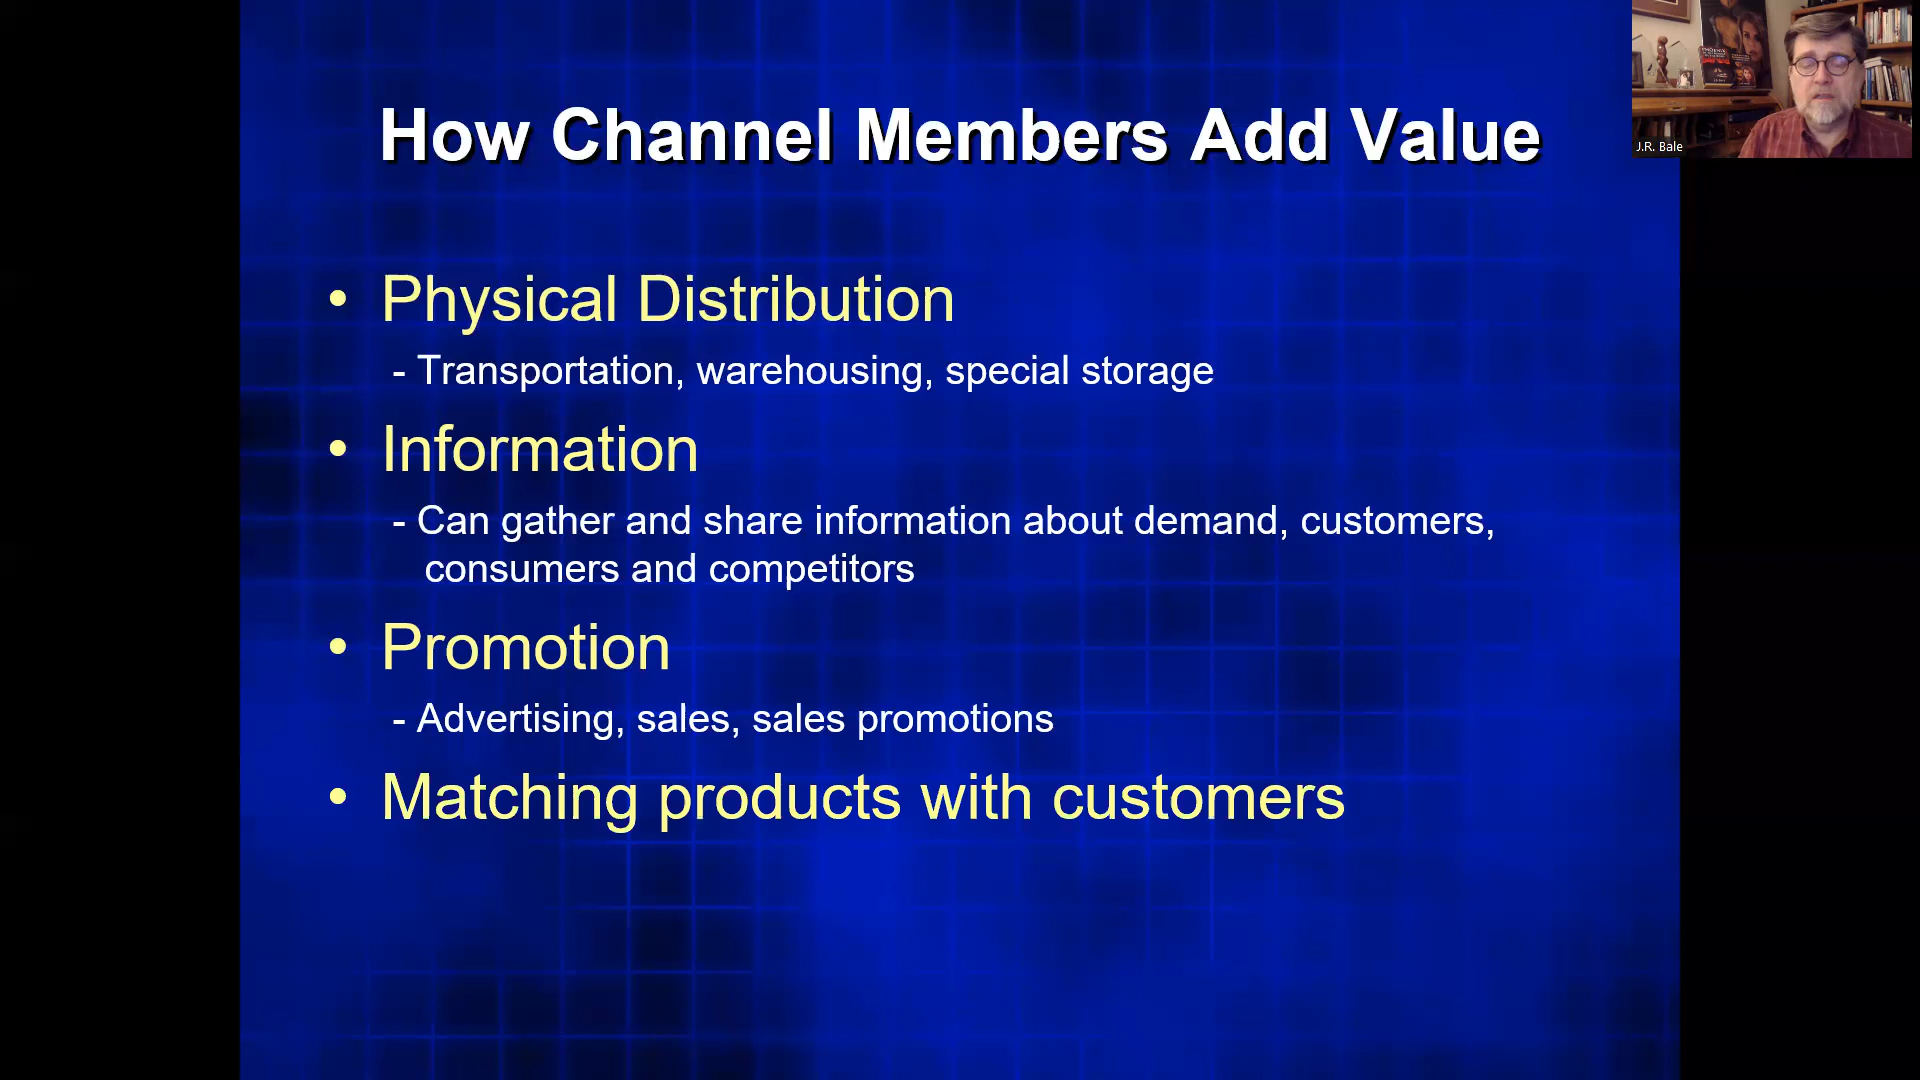 How Channel Members Add Value
• Physical Distribution
- Transportation, warehousing, special storage
• Information
- Can gather and share information about demand, customers,
consumers and competitors
• Promotion
- Advertising, sales, sales promotions
• Matching products with customers
J.R. Bale